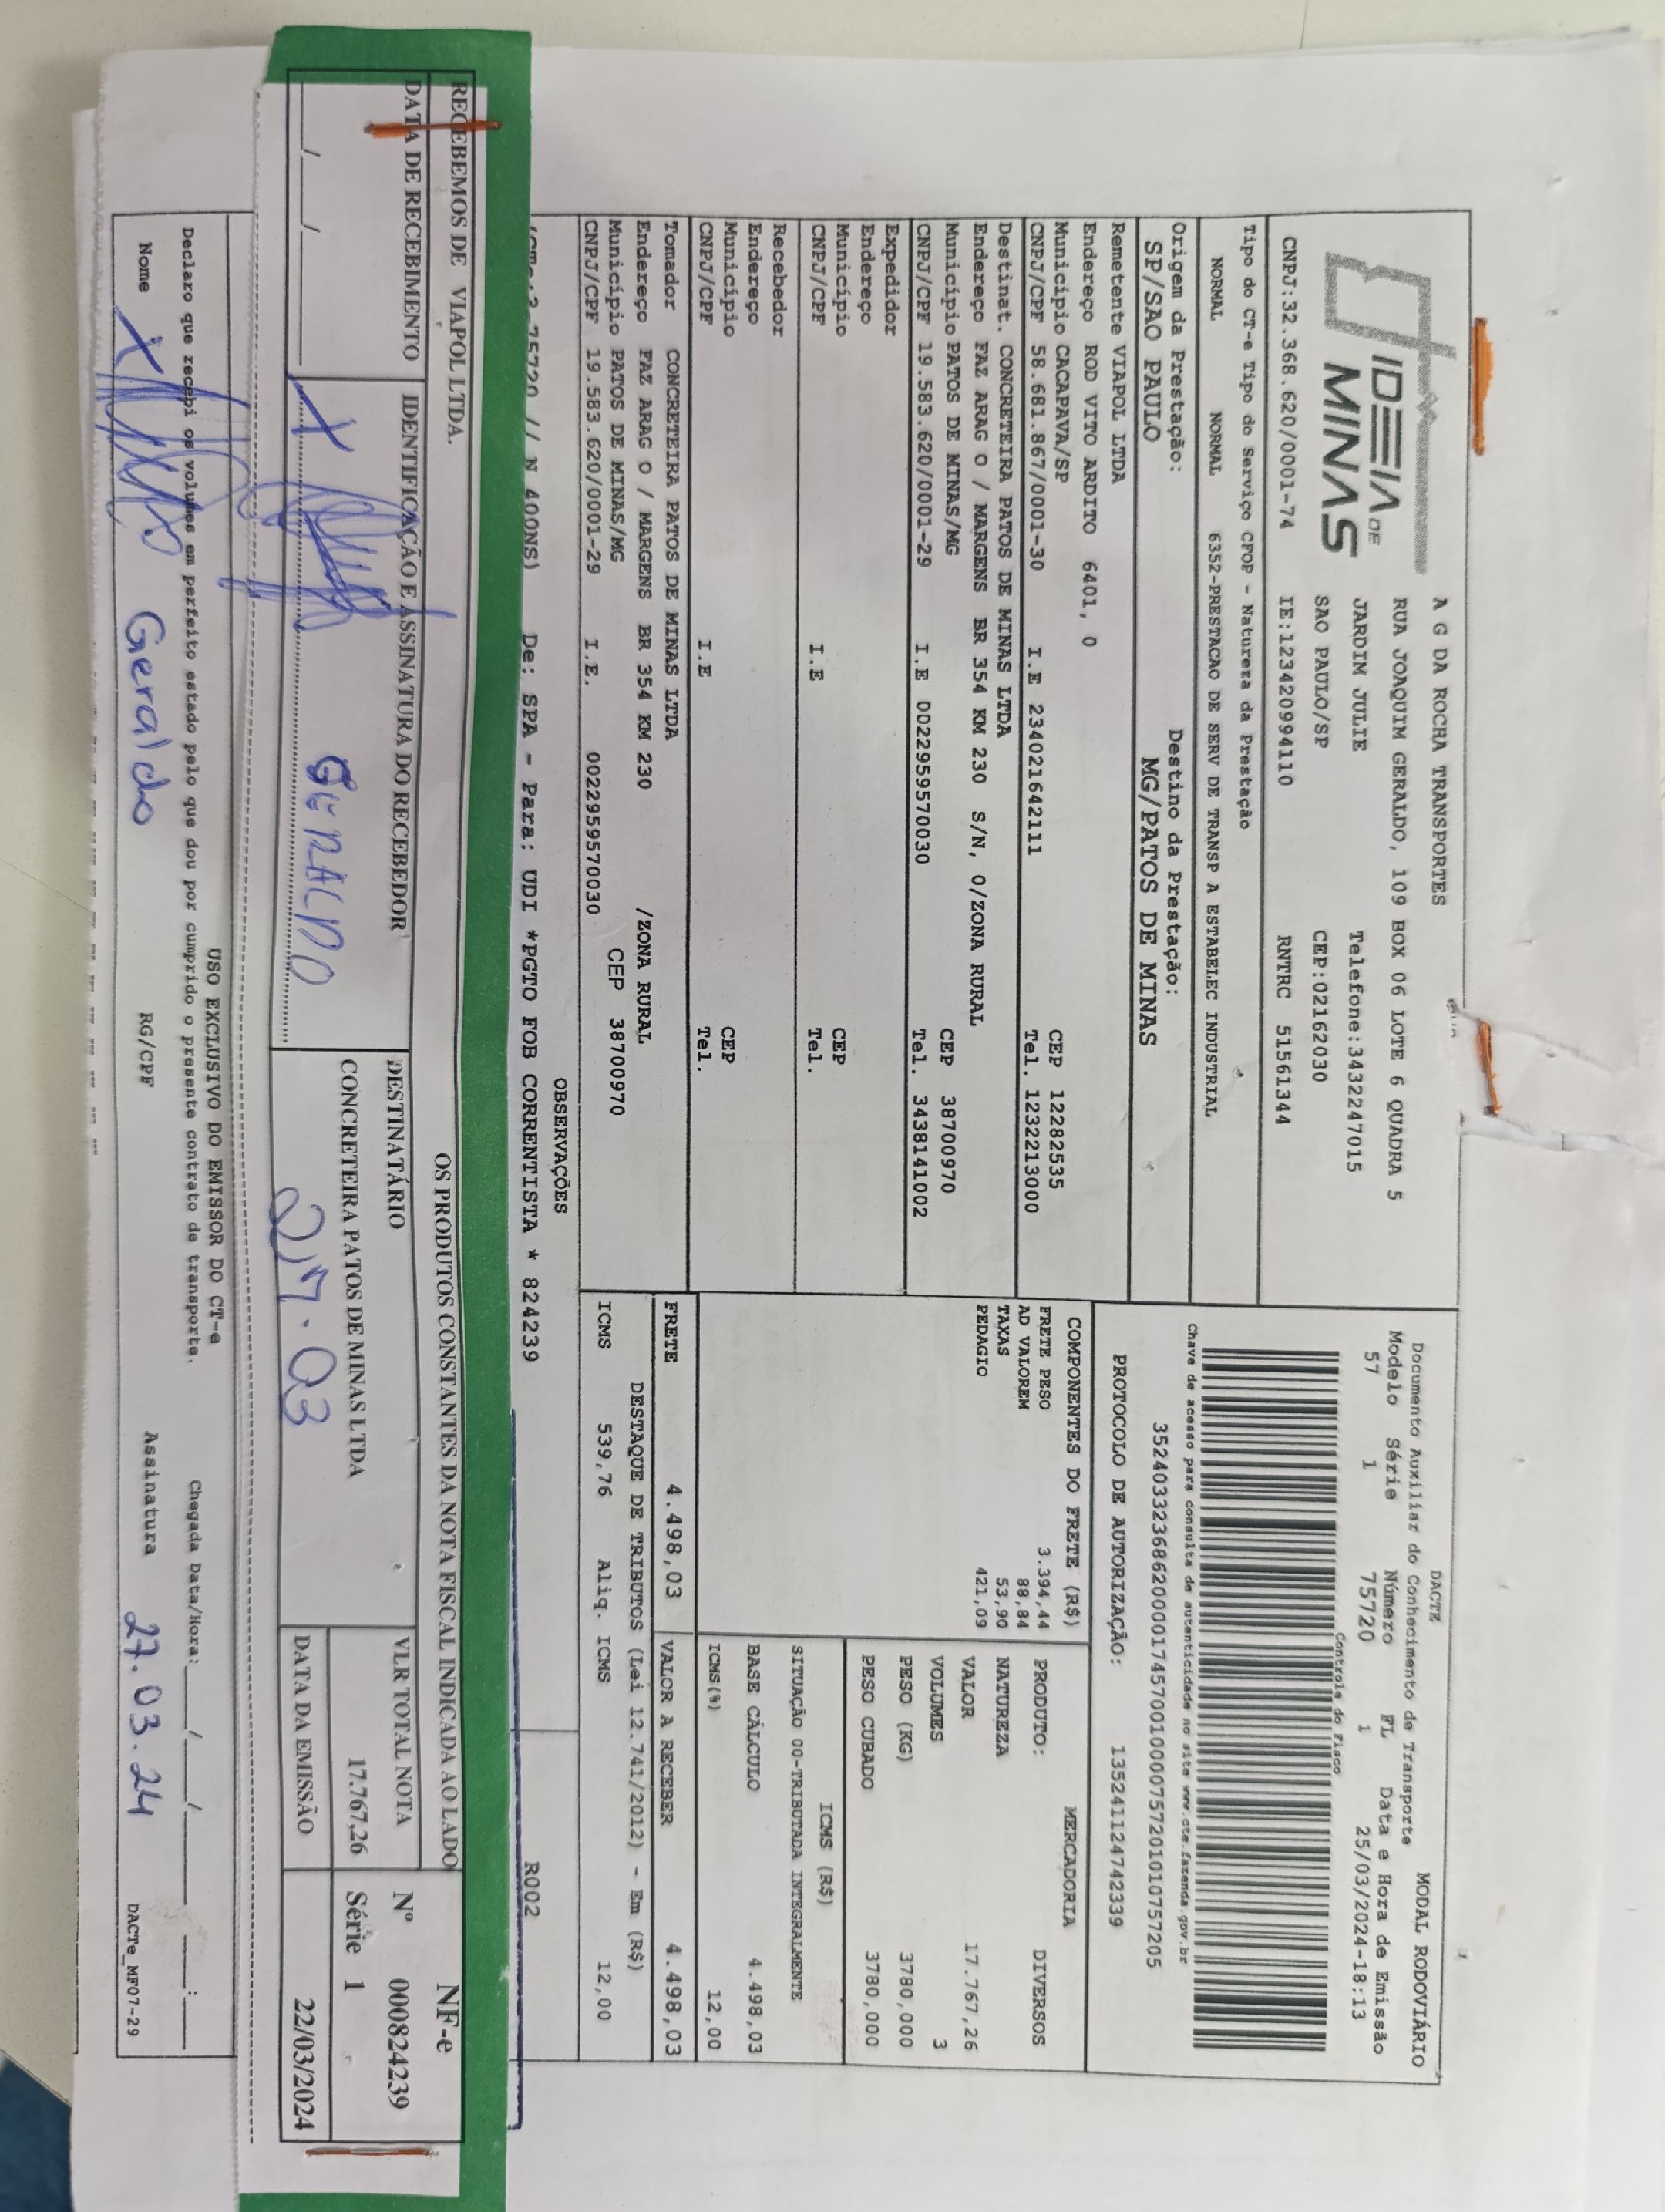 IDEIA DE
MINAS
A G DA ROCHA TRANSPORTES
RUA JOAQUIM GERALDO, 109 BOX 06 LOTE 6 QUADRA 5
JARDIM JULIE Telefone:3432247015
SAO PAULO/SP CEP:02162030
CNPJ:32.368.620/0001-74 IE:123420994110 RNTRC 51561344
DACTE MODAL RODOVIÁRIO
Documento Auxiliar do Conhecimento de Transporte
Modelo Série Número FL Data e Hora de Emissão
57 1 75720 1 25/03/2024-18:13
Controle do Fisco
Tipo do CT-e Tipo do Serviço CFOP - Natureza da Prestação
NORMAL NORMAL 6352-PRESTACAO DE SERV DE TRANSP A ESTABELEC INDUSTRIAL
Chave de acesso para consulta de autenticidade no site www.cte.fazenda.gov.br
35240332368620000174570010000757201010757205
Origem da Prestação: Destino da Prestação:
SP/SAO PAULO MG/PATOS DE MINAS
PROTOCOLO DE AUTORIZAÇÃO: 135241124742339
Remetente VIAPOL LTDA
Endereço ROD VITO ARDITO 6401, 0
Município CACAPAVA/SP CEP 12282535
CNPJ/CPF 58.681.867/0001-30 I.E 234021642111 Tel. 1232213000
Destinat. CONCRETEIRA PATOS DE MINAS LTDA
Endereço FAZ ARAG O / MARGENS BR 354 KM 230 S/N, 0/ZONA RURAL
Município PATOS DE MINAS/MG CEP 38700970
CNPJ/CPF 19.583.620/0001-29 I.E 0022959570030 Tel. 3438141002
Expedidor
Endereço
Município CEP
CNPJ/CPF I.E Tel.
Recebedor
Endereço
Município CEP
CNPJ/CPF I.E Tel.
Tomador CONCRETEIRA PATOS DE MINAS LTDA
Endereço FAZ ARAG O / MARGENS BR 354 KM 230 /ZONA RURAL
Município PATOS DE MINAS/MG CEP 38700970
CNPJ/CPF 19.583.620/0001-29 I.E. 0022959570030
COMPONENTES DO FRETE (R$)
FRETE PESO 3.394,44
AD VALOREM 88,84
TAXAS 53,90
PEDAGIO 421,09
MERCADORIA
PRODUTO: DIVERSOS
NATUREZA
VALOR 17.767,26
VOLUMES 3
PESO (KG) 3780,000
PESO CUBADO 3780,000
ICMS (R$)
SITUAÇÃO 00-TRIBUTADA INTEGRALMENTE
BASE CÁLCULO 4.498,03
ICMS(%) 12,00
FRETE 4.498,03 VALOR A RECEBER 4.498,03
DESTAQUE DE TRIBUTOS (Lei 12.741/2012) - Em (R$)
ICMS 539,76 Aliq. ICMS 12,00
OBSERVAÇÕES
75720 // N 400NS) De: SPA - Para: UDI *PGTO FOB CORRENTISTA * 824239
R002
RECEBEMOS DE VIAPOL LTDA. OS PRODUTOS CONSTANTES DA NOTA FISCAL INDICADA AO LADO
NF-e
DATA DE RECEBIMENTO IDENTIFICAÇÃO E ASSINATURA DO RECEBEDOR DESTINATÁRIO VLR TOTAL NOTA
Nº 000824239
CONCRETEIRA PATOS DE MINAS LTDA 17.767,26
Série 1
___/___/___ X GERALDO 27.03
DATA DA EMISSÃO 22/03/2024
USO EXCLUSIVO DO EMISSOR DO CT-e
Declaro que recebi os volumes em perfeito estado pelo que dou por cumprido o presente contrato de transporte. Chegada Data/Hora:___/___/___ ___:___
Nome X Geraldo RG/CPF Assinatura 27.03.24
DACTe_MF07-29